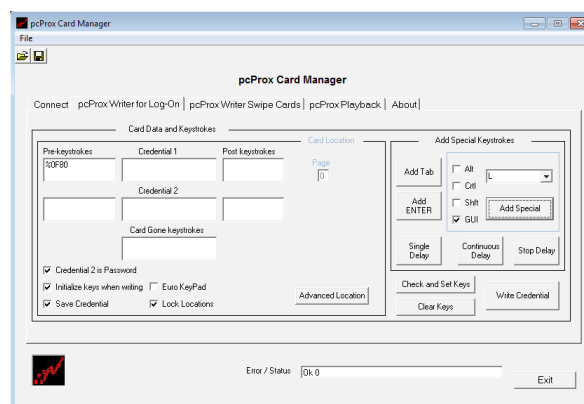 pcProx Card Manager
File
pcProx Card Manager
Connect pcProx Writer for Log-On pcProx Writer Swipe Cards pcProx Playback About
Card Data and Keystrokes
Card Location
Add Special Keystrokes
Pre-keystrokes Credential 1 Post keystrokes
Page
%0F80
0
Add Tab
Alt
L
Crtl
Credential 2
Add ENTER
Shift
Add Special
GUI
Card Gone keystrokes
Single Delay
Continuous Delay
Stop Delay
Credential 2 is Password
Initialize keys when writing Euro KeyPad
Save Credential Lock Locations
Advanced Location
Check and Set Keys
Write Credential
Clear Keys
Error / Status Ok 0
Exit